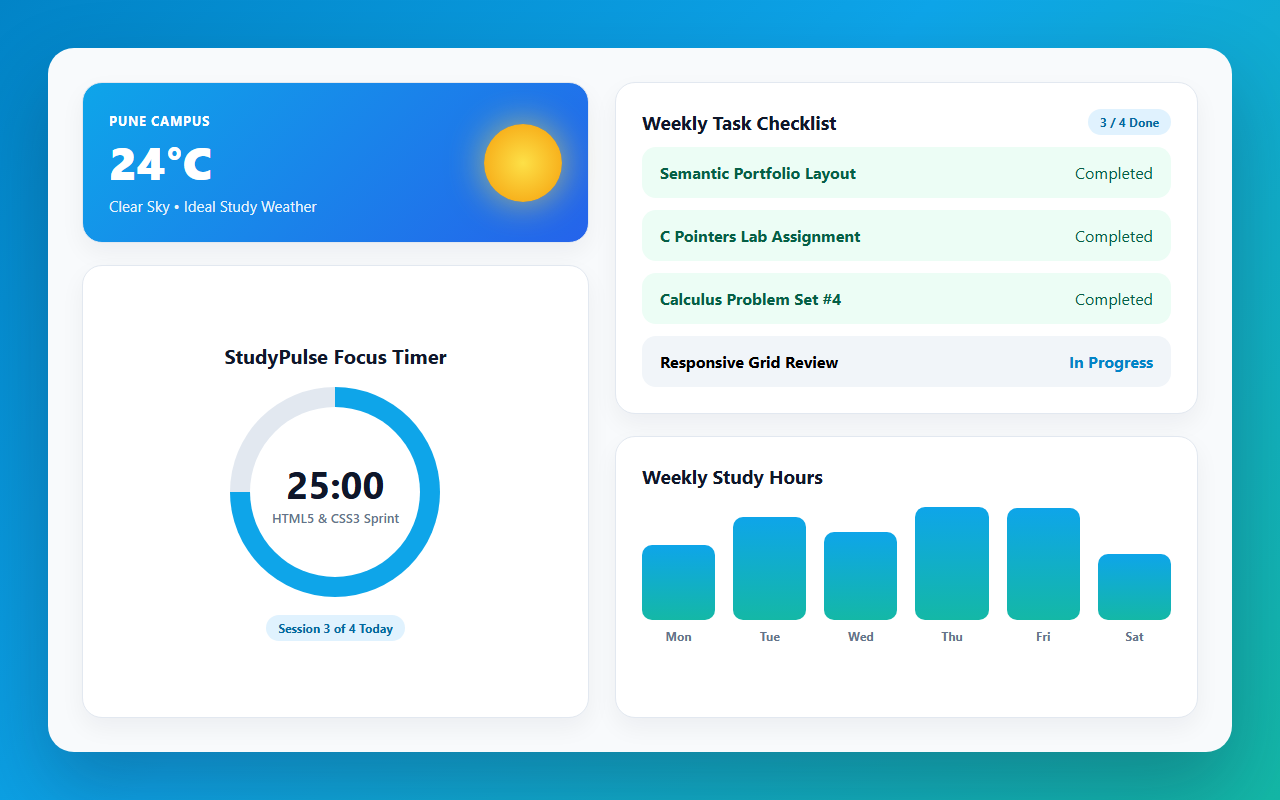 PUNE CAMPUS
24°C
Clear Sky • Ideal Study Weather
StudyPulse Focus Timer
25:00
HTML5 & CSS3 Sprint
Session 3 of 4 Today
Weekly Task Checklist
3 / 4 Done
Semantic Portfolio Layout Completed
C Pointers Lab Assignment Completed
Calculus Problem Set #4 Completed
Responsive Grid Review In Progress
Weekly Study Hours
Mon Tue Wed Thu Fri Sat